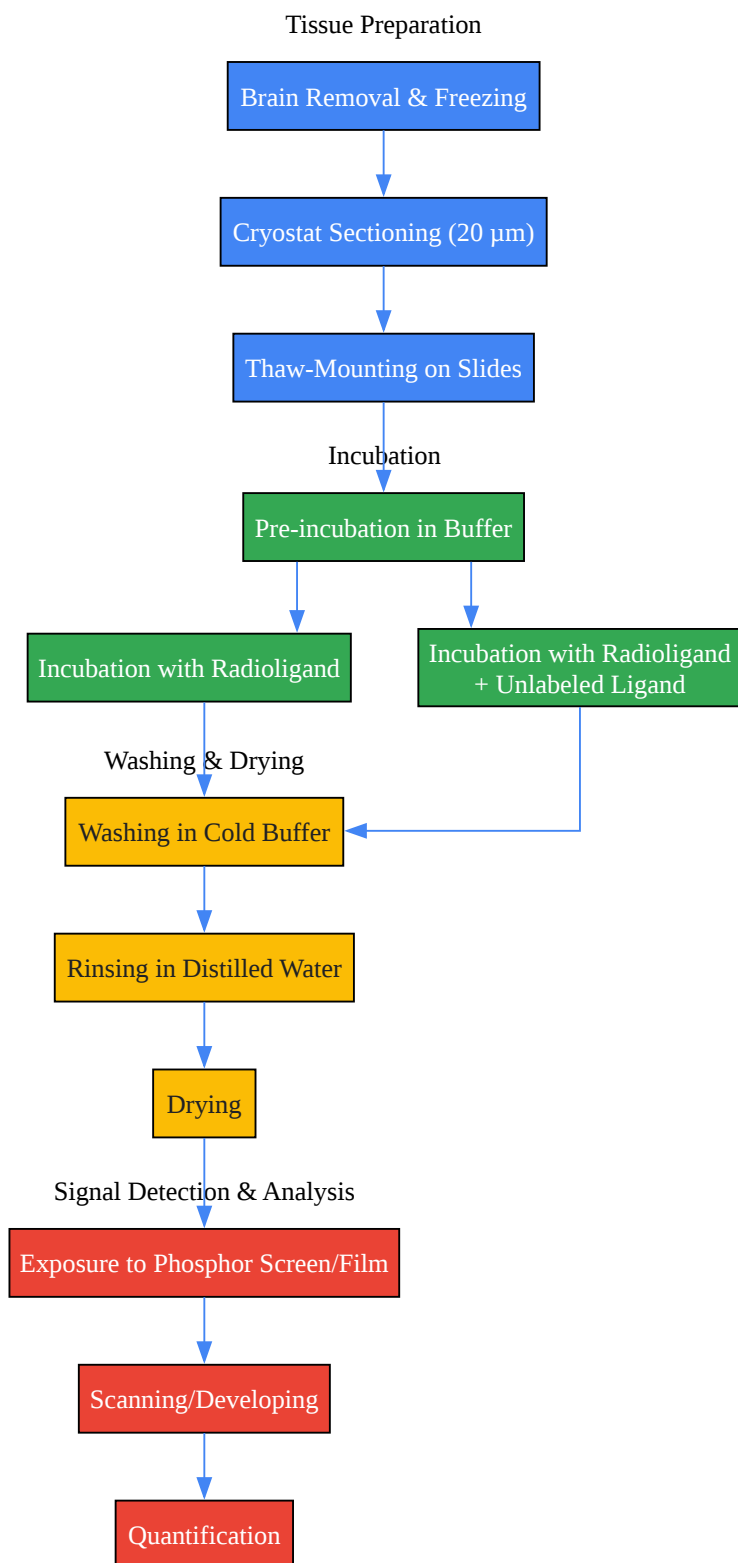 Tissue Preparation
Brain Removal & Freezing
Cryostat Sectioning (20 µm)
Thaw-Mounting on Slides
Incubation
Pre-incubation in Buffer
Incubation with Radioligand
Incubation with Radioligand
+ Unlabeled Ligand
Washing & Drying
Washing in Cold Buffer
Rinsing in Distilled Water
Drying
Signal Detection & Analysis
Exposure to Phosphor Screen/Film
Scanning/Developing
Quantification